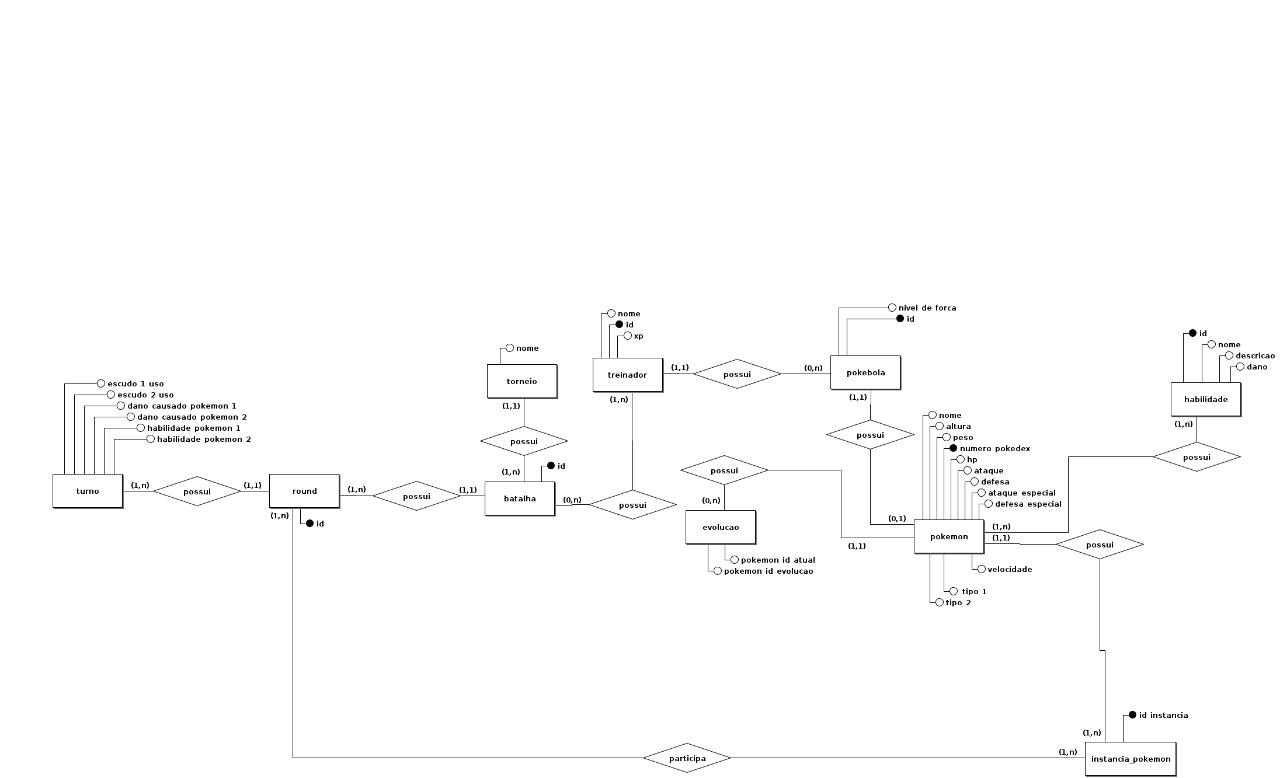 nivel de forca
id
nome
id
xp
id
nome
descricao
dano
nome
treinador
(1,1)
possui
(0,n)
pokebola
torneio
escudo 1 uso
escudo 2 uso
dano causado pokemon 1
dano causado pokemon 2
habilidade pokemon 1
habilidade pokemon 2
(1,1)
(1,n)
(1,1)
habilidade
(1,n)
possui
possui
possui
nome
altura
peso
numero pokedex
hp
ataque
defesa
ataque especial
defesa especial
(1,n)
id
possui
turno
(1,n)
possui
(1,1)
round
(1,n)
possui
(1,1)
batalha
(0,n)
possui
(0,n)
(1,n)
id
evolucao
(0,1)
pokemon
(1,n)
(1,1)
possui
(1,1)
pokemon id atual
pokemon id evolucao
velocidade
tipo 1
tipo 2
id instancia
(1,n)
participa
(1,n)
instancia_pokemon